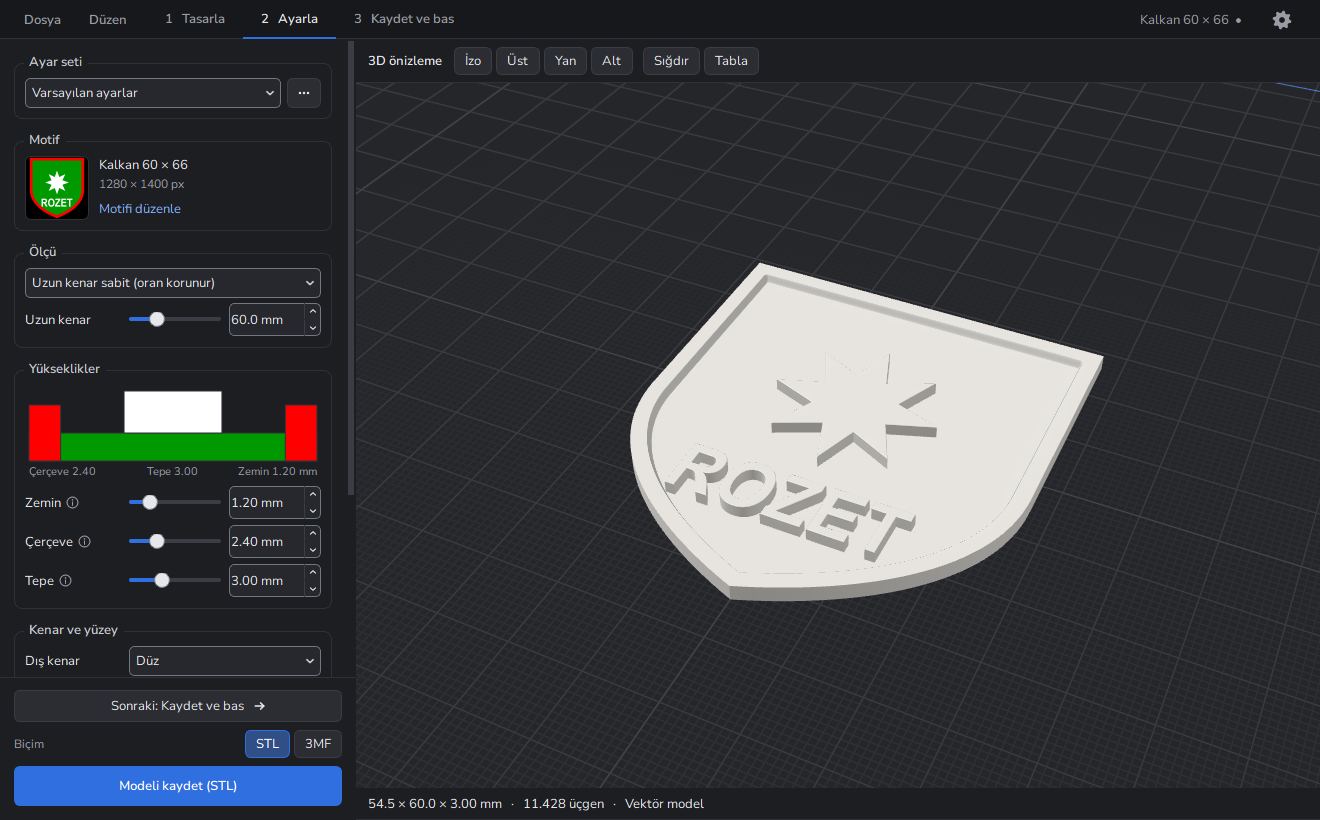 Dosya Düzen 1 Tasarla 2 Ayarla 3 Kaydet ve bas Kalkan 60 × 66 •
Ayar seti
Varsayılan ayarlar ...
Motif
ROZET
Kalkan 60 × 66
1280 × 1400 px
Motifi düzenle
Ölçü
Uzun kenar sabit (oran korunur)
Uzun kenar 60.0 mm
Yükseklikler
Çerçeve 2.40 Tepe 3.00 Zemin 1.20 mm
Zemin 1.20 mm
Çerçeve 2.40 mm
Tepe 3.00 mm
Kenar ve yüzey
Dış kenar Düz
Sonraki: Kaydet ve bas →
Biçim STL 3MF
Modeli kaydet (STL)
3D önizleme İzo Üst Yan Alt Sığdır Tabla
ROZET
54.5 × 60.0 × 3.00 mm · 11.428 üçgen · Vektör model